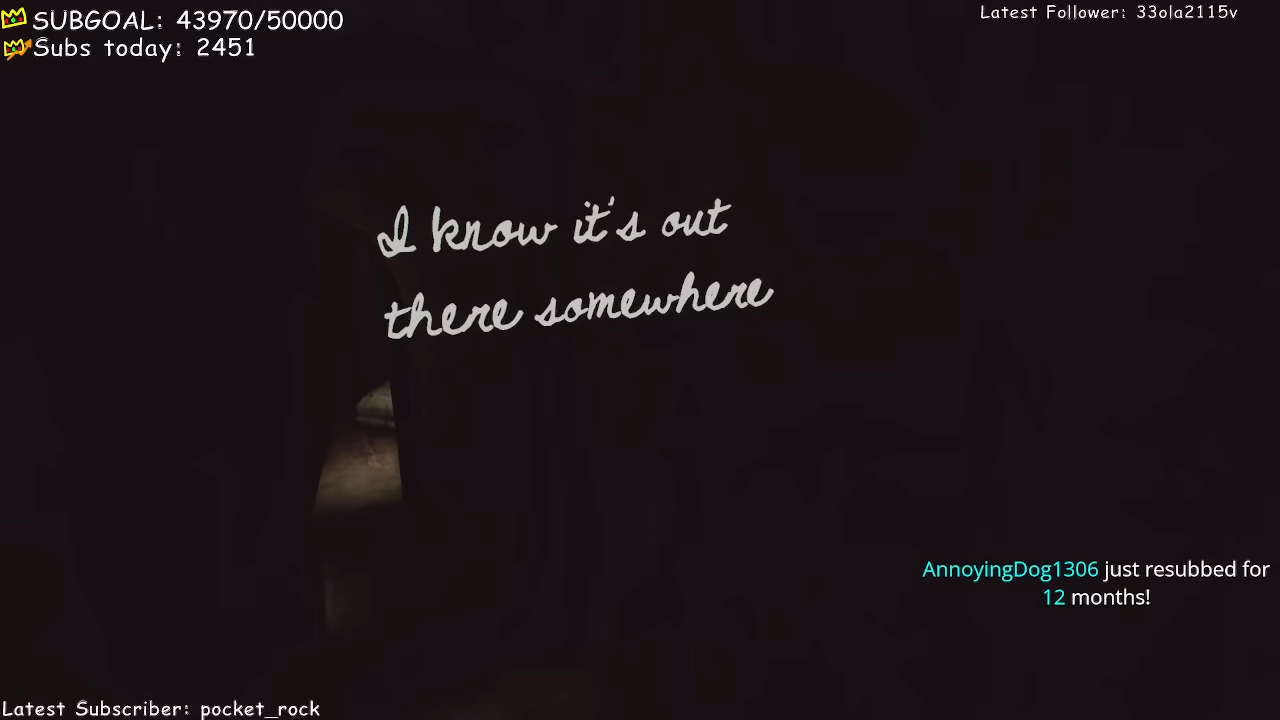 SUBGOAL: 43970/50000
Subs today: 2451
Latest Follower: 33ola2115v
I know it's out
there somewhere
AnnoyingDog1306 just resubbed for
12 months!
Latest Subscriber: pocket_rock